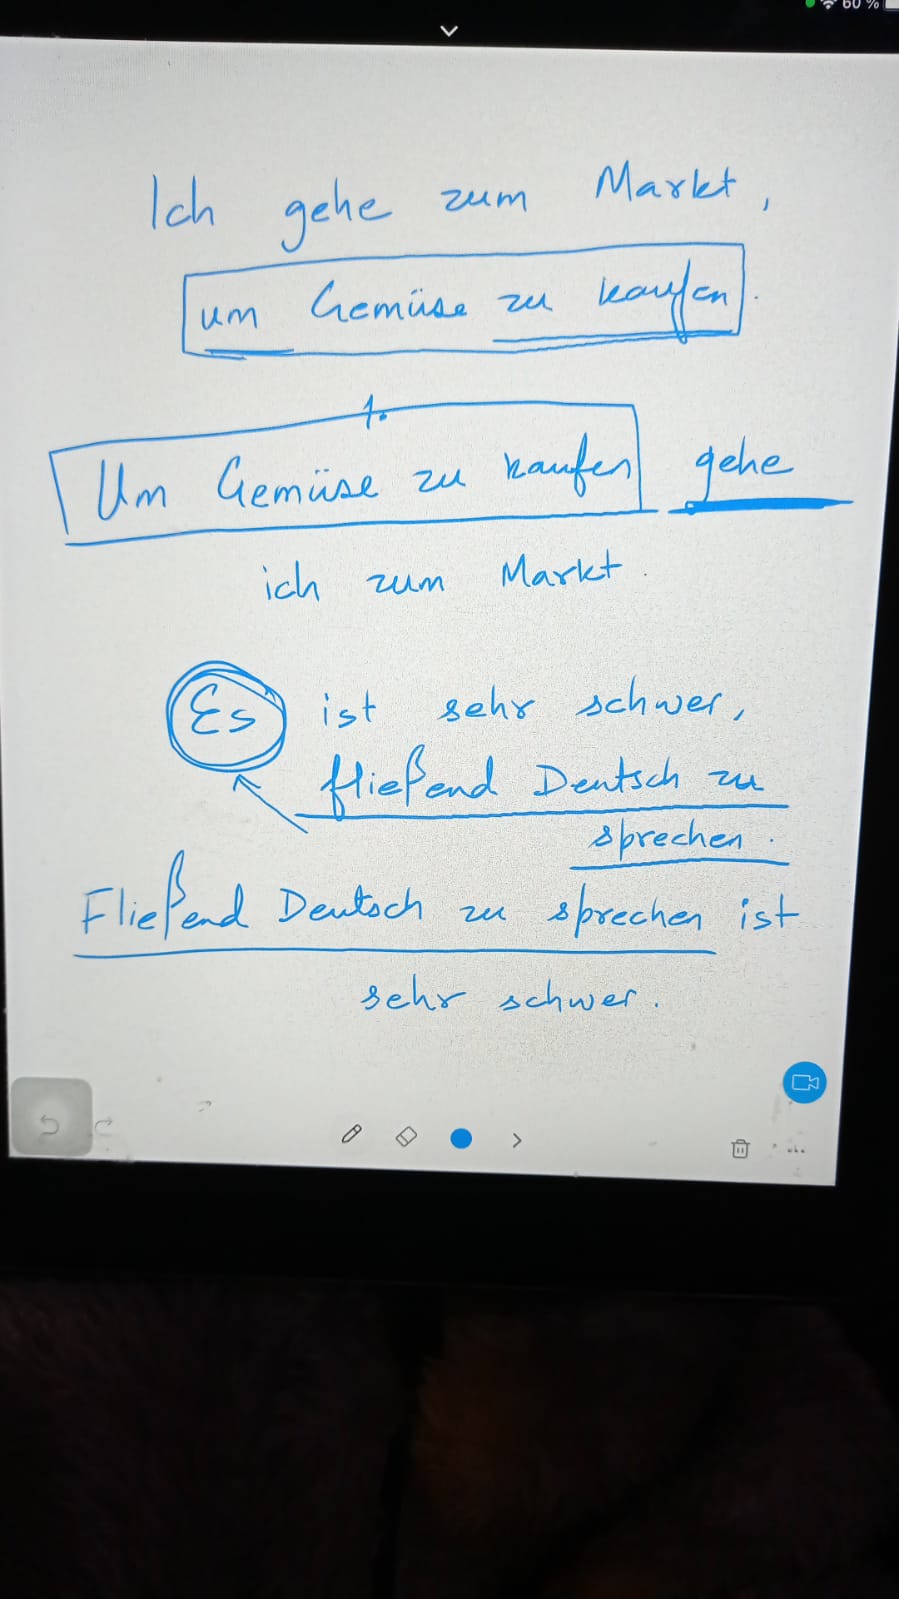 60 %
Ich gehe zum Markt,
um Gemüse zu kaufen.
1.
Um Gemüse zu kaufen gehe
ich zum Markt.
Es ist sehr schwer,
fließend Deutsch zu
sprechen.
Fließend Deutsch zu sprechen ist
sehr schwer.